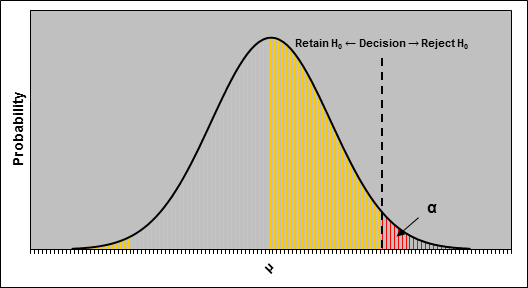 Retain H₀ ← Decision → Reject H₀
Probability
α
μ